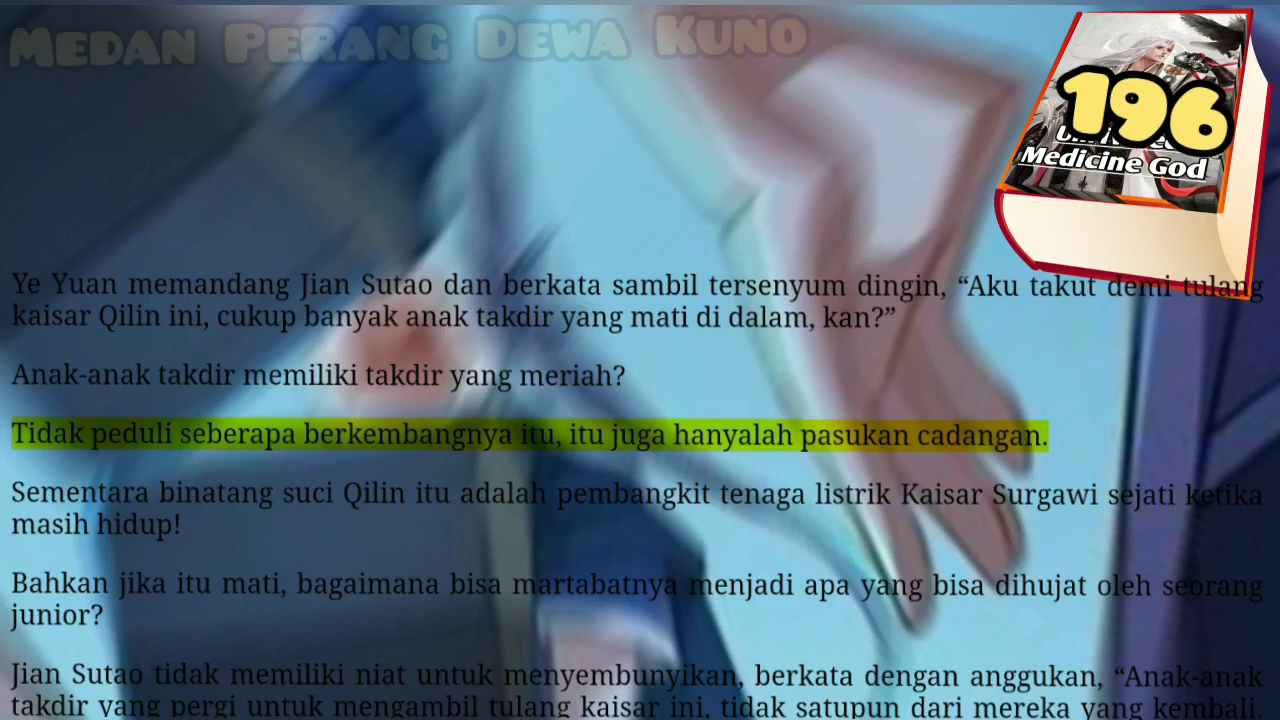 Medan Perang Dewa Kuno
196
Medicine God
Ye Yuan memandang Jian Sutao dan berkata sambil tersenyum dingin, “Aku takut demi tulang
kaisar Qilin ini, cukup banyak anak takdir yang mati di dalam, kan?”
Anak-anak takdir memiliki takdir yang meriah?
Tidak peduli seberapa berkembangnya itu, itu juga hanyalah pasukan cadangan.
Sementara binatang suci Qilin itu adalah pembangkit tenaga listrik Kaisar Surgawi sejati ketika
masih hidup!
Bahkan jika itu mati, bagaimana bisa martabatnya menjadi apa yang bisa dihujat oleh seorang
junior?
Jian Sutao tidak memiliki niat untuk menyembunyikan, berkata dengan anggukan, “Anak-anak
takdir yang pergi untuk mengambil tulang kaisar ini, tidak satupun dari mereka yang kembali.